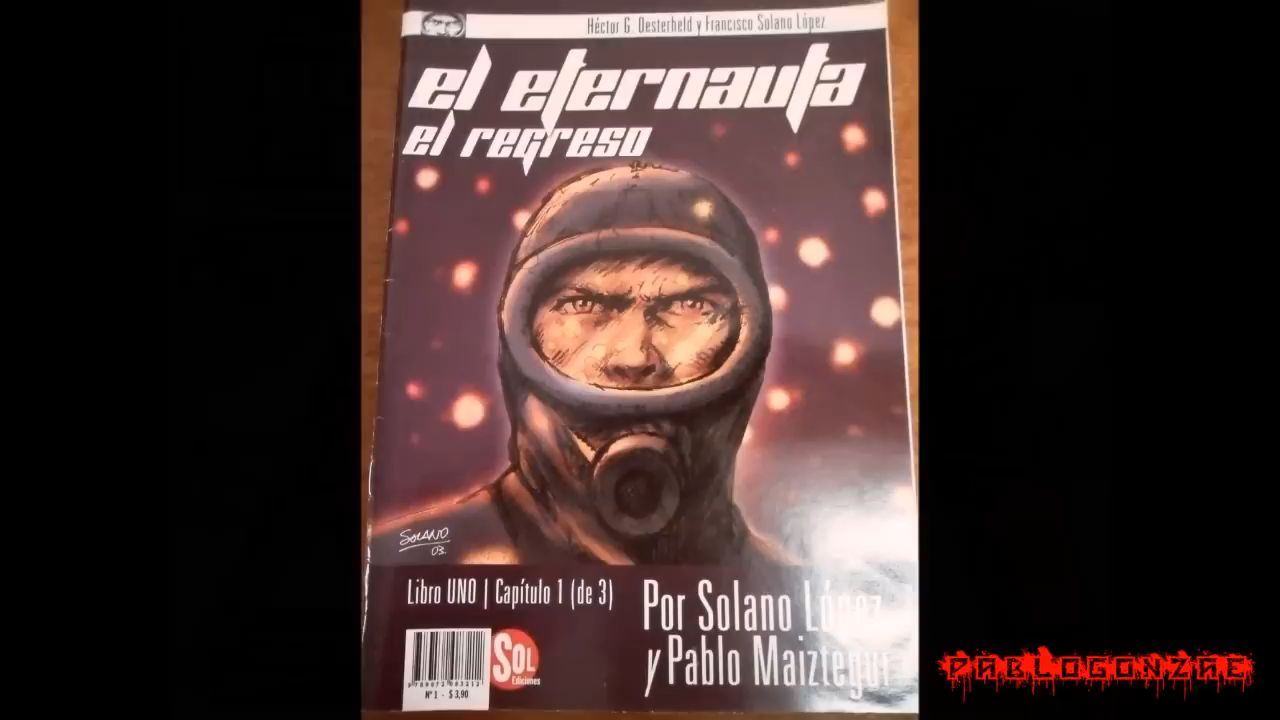 Héctor G. Oesterheld y Francisco Solano López
el eternauta
el regreso
SOLANO
03.
Libro UNO | Capítulo 1 (de 3)
Por Solano López
y Pablo Maiztegui
SOL
Ediciones
Nº 1 - $ 3,90
PABLOGONZAE